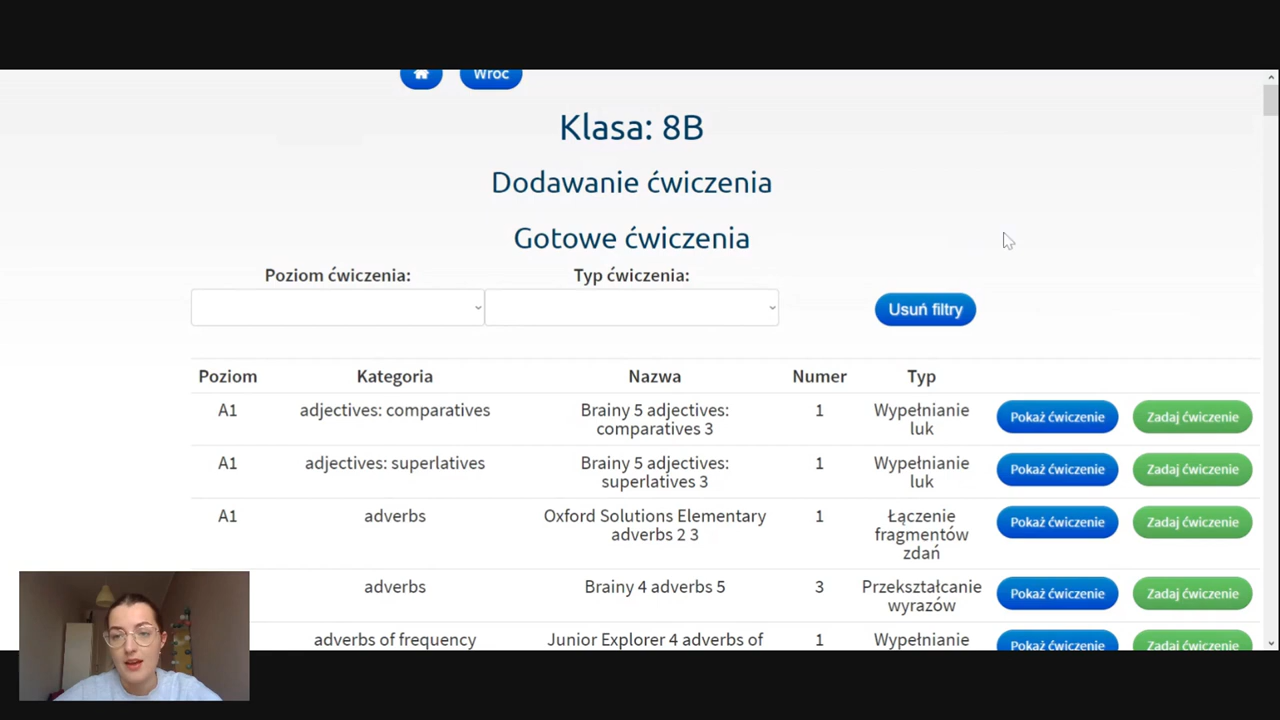 Wróć
Klasa: 8B
Dodawanie ćwiczenia
Gotowe ćwiczenia
Poziom ćwiczenia:
Typ ćwiczenia:
Usuń filtry
Poziom Kategoria Nazwa Numer Typ
A1 adjectives: comparatives Brainy 5 adjectives: 1 Wypełnianie Pokaż ćwiczenie Zadaj ćwiczenie
comparatives 3 luk
A1 adjectives: superlatives Brainy 5 adjectives: 1 Wypełnianie Pokaż ćwiczenie Zadaj ćwiczenie
superlatives 3 luk
A1 adverbs Oxford Solutions Elementary 1 Łączenie Pokaż ćwiczenie Zadaj ćwiczenie
adverbs 2 3 fragmentów
zdań
adverbs Brainy 4 adverbs 5 3 Przekształcanie Pokaż ćwiczenie Zadaj ćwiczenie
wyrazów
adverbs of frequency Junior Explorer 4 adverbs of 1 Wypełnianie Pokaż ćwiczenie Zadaj ćwiczenie